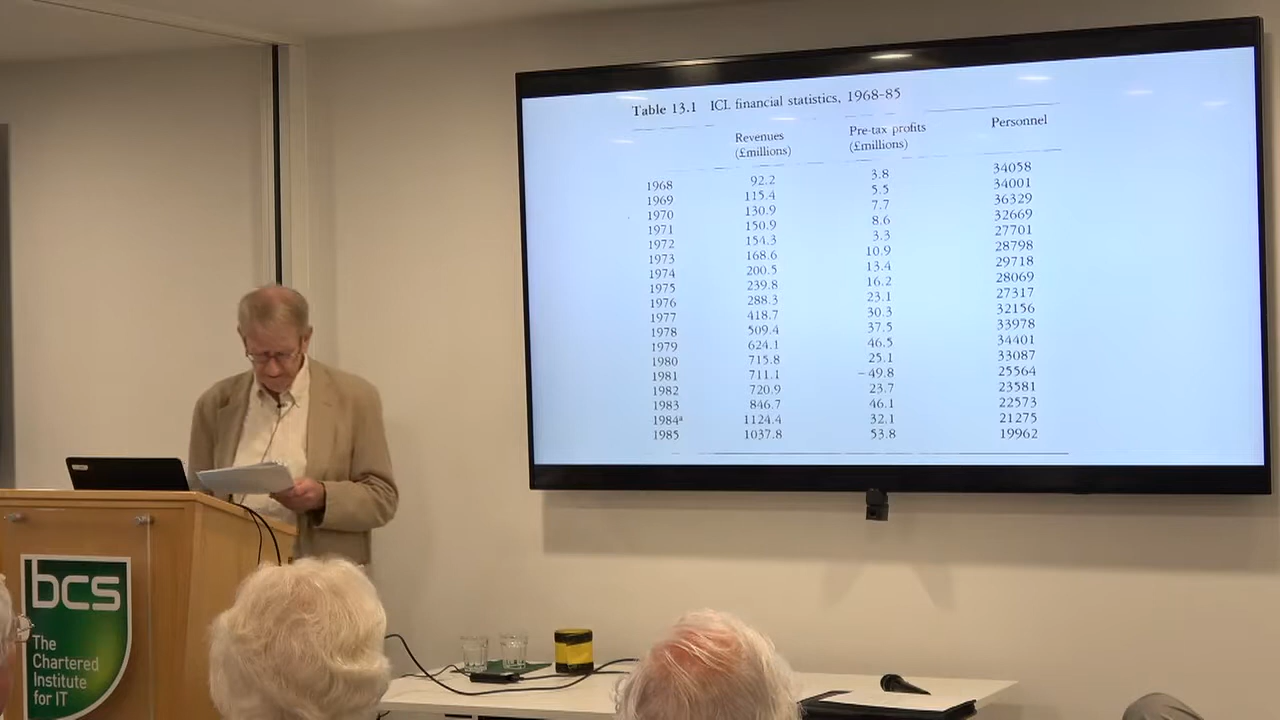 Table 13.1 ICL financial statistics, 1968-85
Revenues (£millions) Pre-tax profits (£millions) Personnel
1968 92.2 3.8 34058
1969 115.4 5.5 34001
1970 130.9 7.7 36329
1971 150.9 8.6 32669
1972 154.3 3.3 27701
1973 168.6 10.9 28798
1974 200.5 13.4 29718
1975 239.8 16.2 28069
1976 288.3 23.1 27317
1977 418.7 30.3 32156
1978 509.4 37.5 33978
1979 624.1 46.5 34401
1980 715.8 25.1 33087
1981 711.1 -49.8 25564
1982 720.9 23.7 23581
1983 846.7 46.1 22573
1984ª 1124.4 32.1 21275
1985 1037.8 53.8 19962
bcs
The
Chartered
Institute
for IT